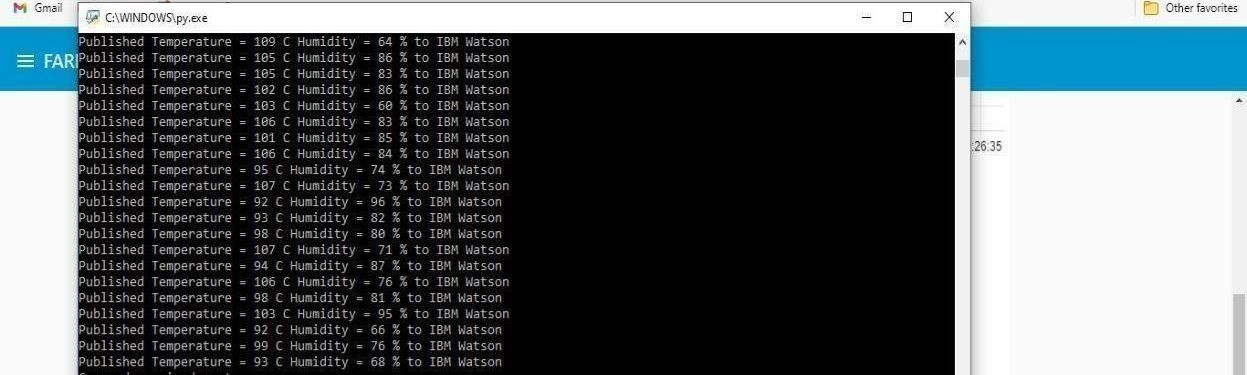 Gmail
Other favorites
C:\WINDOWS\py.exe
Published Temperature = 109 C Humidity = 64 % to IBM Watson
Published Temperature = 105 C Humidity = 86 % to IBM Watson
Published Temperature = 105 C Humidity = 83 % to IBM Watson
Published Temperature = 102 C Humidity = 86 % to IBM Watson
Published Temperature = 103 C Humidity = 60 % to IBM Watson
Published Temperature = 106 C Humidity = 83 % to IBM Watson
Published Temperature = 101 C Humidity = 85 % to IBM Watson
Published Temperature = 106 C Humidity = 84 % to IBM Watson
Published Temperature = 95 C Humidity = 74 % to IBM Watson
Published Temperature = 107 C Humidity = 73 % to IBM Watson
Published Temperature = 92 C Humidity = 96 % to IBM Watson
Published Temperature = 93 C Humidity = 82 % to IBM Watson
Published Temperature = 98 C Humidity = 80 % to IBM Watson
Published Temperature = 107 C Humidity = 71 % to IBM Watson
Published Temperature = 94 C Humidity = 87 % to IBM Watson
Published Temperature = 106 C Humidity = 76 % to IBM Watson
Published Temperature = 98 C Humidity = 81 % to IBM Watson
Published Temperature = 103 C Humidity = 95 % to IBM Watson
Published Temperature = 92 C Humidity = 66 % to IBM Watson
Published Temperature = 99 C Humidity = 76 % to IBM Watson
Published Temperature = 93 C Humidity = 68 % to IBM Watson
FAR
:26:35